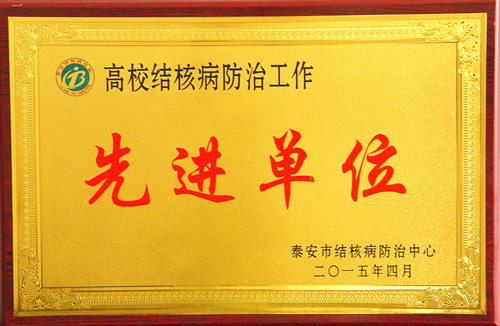 高校结核病防治工作
先进单位
泰安市结核病防治中心
二〇一五年四月